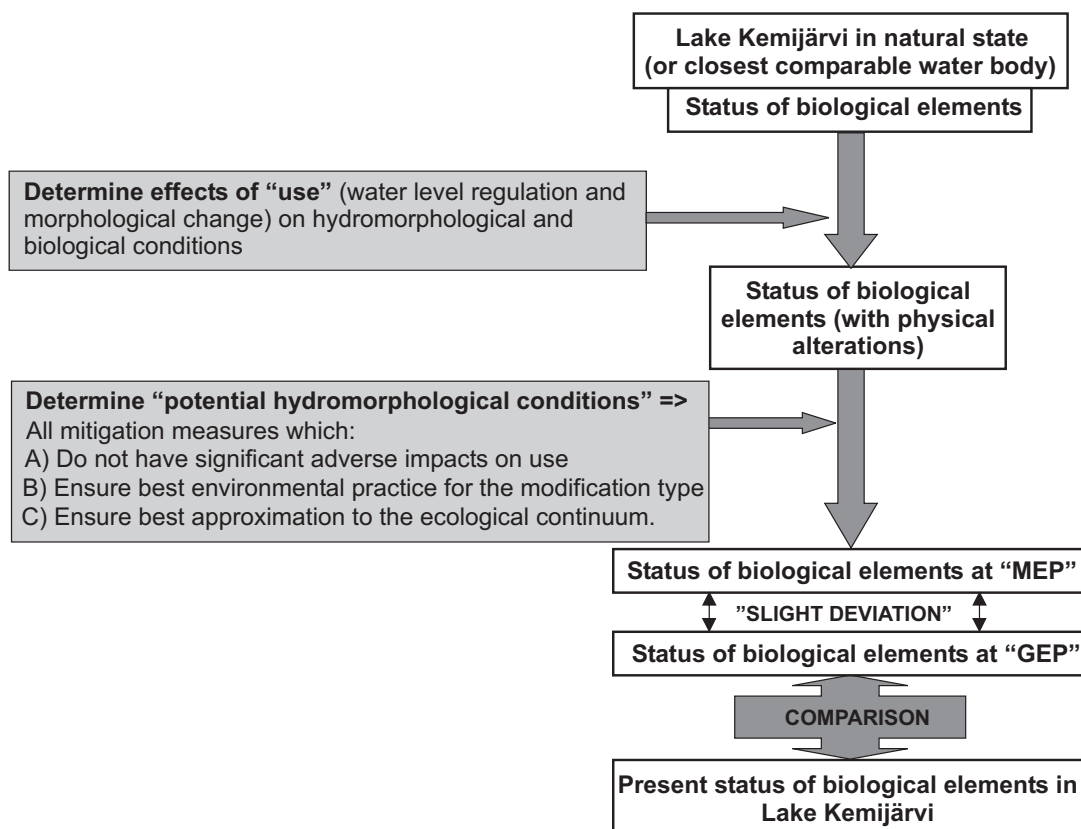 Lake Kemijärvi in natural state
(or closest comparable water body)
Status of biological elements
Determine effects of “use” (water level regulation and
morphological change) on hydromorphological and
biological conditions
Status of biological
elements (with physical
alterations)
Determine “potential hydromorphological conditions” =>
All mitigation measures which:
A) Do not have significant adverse impacts on use
B) Ensure best environmental practice for the modification type
C) Ensure best approximation to the ecological continuum.
Status of biological elements at “MEP”
”SLIGHT DEVIATION”
Status of biological elements at “GEP”
COMPARISON
Present status of biological elements in
Lake Kemijärvi